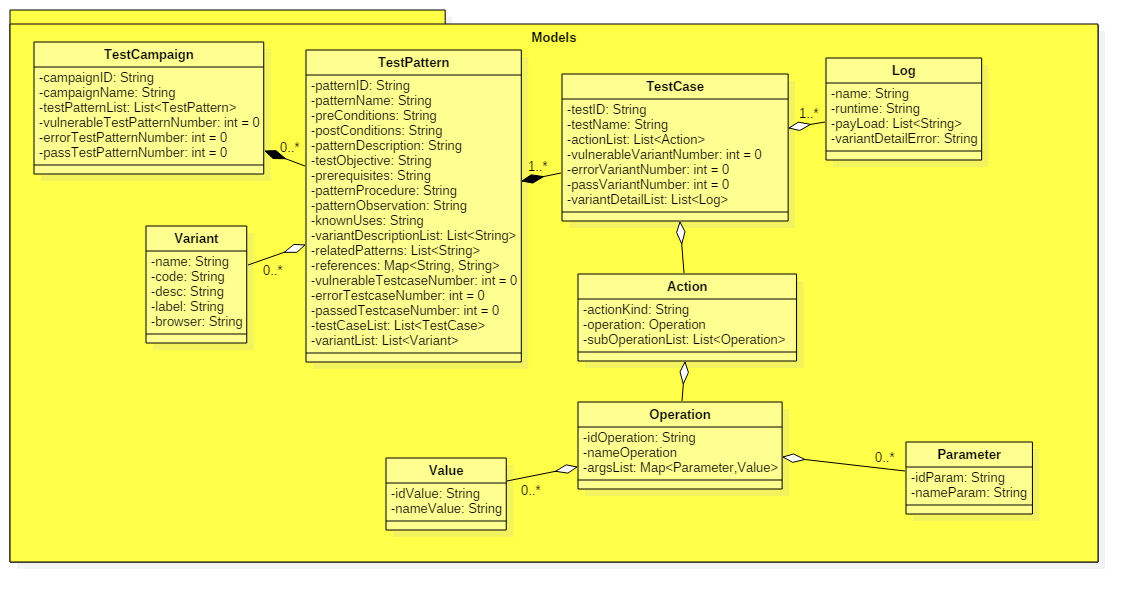 Models
TestCampaign
-campaignID: String
-campaignName: String
-testPatternList: List<TestPattern>
-vulnerableTestPatternNumber: int = 0
-errorTestPatternNumber: int = 0
-passTestPatternNumber: int = 0
0..*
TestPattern
-patternID: String
-patternName: String
-preConditions: String
-postConditions: String
-patternDescription: String
-testObjective: String
-prerequisites: String
-patternProcedure: String
-patternObservation: String
-knownUses: String
-variantDescriptionList: List<String>
-relatedPatterns: List<String>
-references: Map<String, String>
-vulnerableTestcaseNumber: int = 0
-errorTestcaseNumber: int = 0
-passedTestcaseNumber: int = 0
-testCaseList: List<TestCase>
-variantList: List<Variant>
1..*
TestCase
-testID: String
-testName: String
-actionList: List<Action>
-vulnerableVariantNumber: int = 0
-errorVariantNumber: int = 0
-passVariantNumber: int = 0
-variantDetailList: List<Log>
1..*
Log
-name: String
-runtime: String
-payLoad: List<String>
-variantDetailError: String
Variant
-name: String
-code: String
-desc: String
-label: String
-browser: String
0..*
Action
-actionKind: String
-operation: Operation
-subOperationList: List<Operation>
Operation
-idOperation: String
-nameOperation
-argsList: Map<Parameter,Value>
Value
-idValue: String
-nameValue: String
0..*
0..*
Parameter
-idParam: String
-nameParam: String